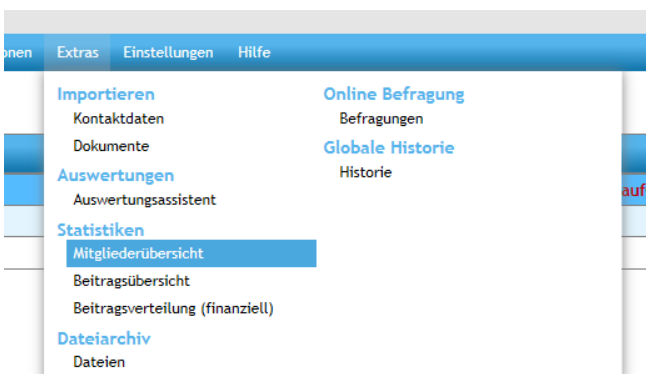 Extras Einstellungen Hilfe
Importieren
Kontaktdaten
Dokumente
Auswertungen
Auswertungsassistent
Statistiken
Mitgliederübersicht
Beitragsübersicht
Beitragsverteilung (finanziell)
Dateiarchiv
Dateien
Online Befragung
Befragungen
Globale Historie
Historie